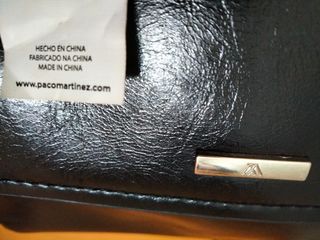 HECHO EN CHINA
FABRICADO NA CHINA
MADE IN CHINA
www.pacomartinez.com